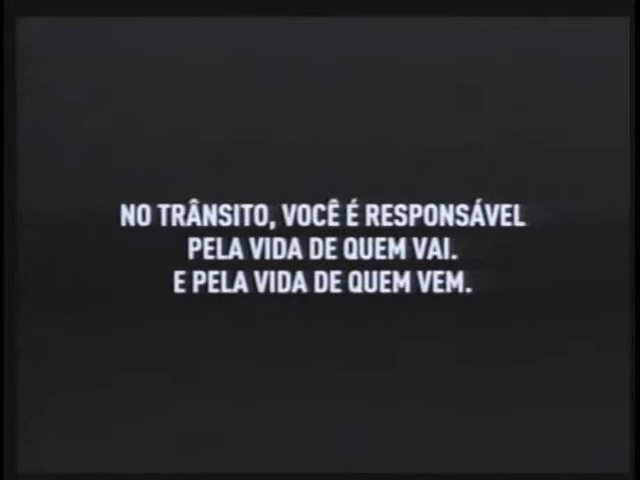 NO TRÂNSITO, VOCÊ É RESPONSÁVEL
PELA VIDA DE QUEM VAI.
E PELA VIDA DE QUEM VEM.